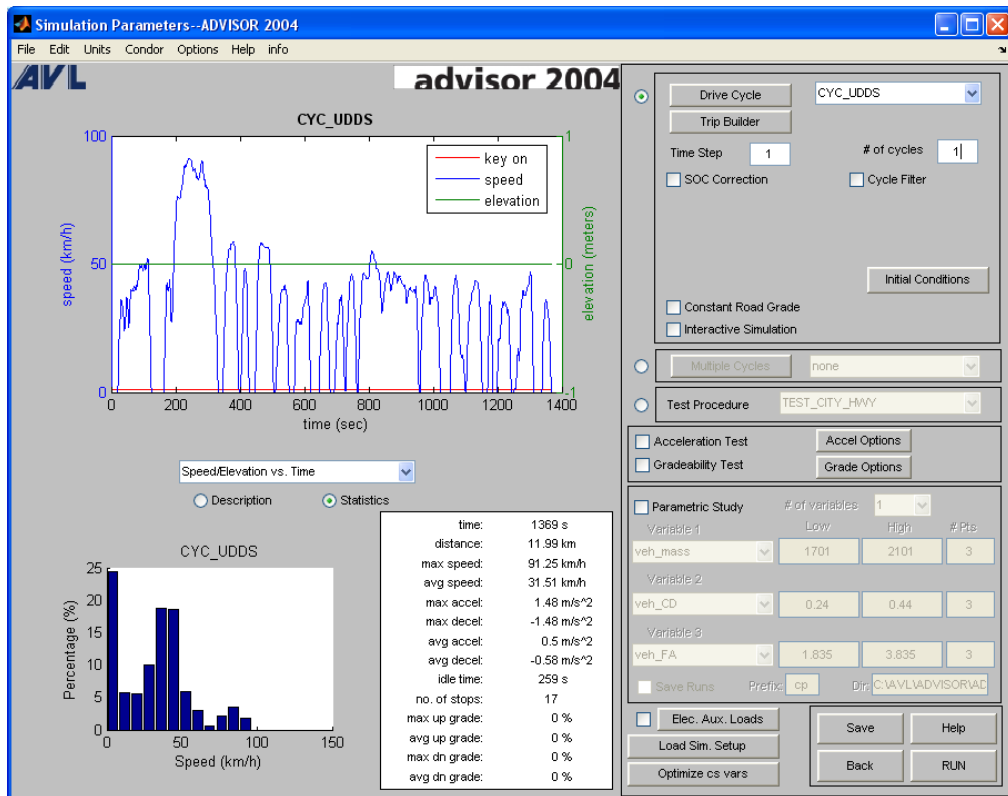 Simulation Parameters--ADVISOR 2004
File Edit Units Condor Options Help info
AVL
advisor 2004
CYC_UDDS
100
50
0
speed (km/h)
key on
speed
elevation
1
0
-1
elevation (meters)
0 200 400 600 800 1000 1200 1400
time (sec)
Speed/Elevation vs. Time
Description Statistics
CYC_UDDS
25
20
15
10
5
0
Percentage (%)
0 50 100 150
Speed (km/h)
time: 1369 s
distance: 11.99 km
max speed: 91.25 km/h
avg speed: 31.51 km/h
max accel: 1.48 m/s^2
max decel: -1.48 m/s^2
avg accel: 0.5 m/s^2
avg decel: -0.58 m/s^2
idle time: 259 s
no. of stops: 17
max up grade: 0 %
avg up grade: 0 %
max dn grade: 0 %
avg dn grade: 0 %
Drive Cycle CYC_UDDS
Trip Builder
Time Step 1 # of cycles 1
SOC Correction Cycle Filter
Initial Conditions
Constant Road Grade
Interactive Simulation
Multiple Cycles none
Test Procedure TEST_CITY_HWY
Acceleration Test Accel Options
Gradeability Test Grade Options
Parametric Study # of variables 1
Variable 1 Low High # Pts
veh_mass 1701 2101 3
Variable 2
veh_CD 0.24 0.44 3
Variable 3
veh_FA 1.835 3.835 3
Save Runs Prefix: cp Dir: C:\AVL\ADVISOR\AD
Elec. Aux. Loads
Load Sim. Setup
Optimize cs vars
Save Help
Back RUN